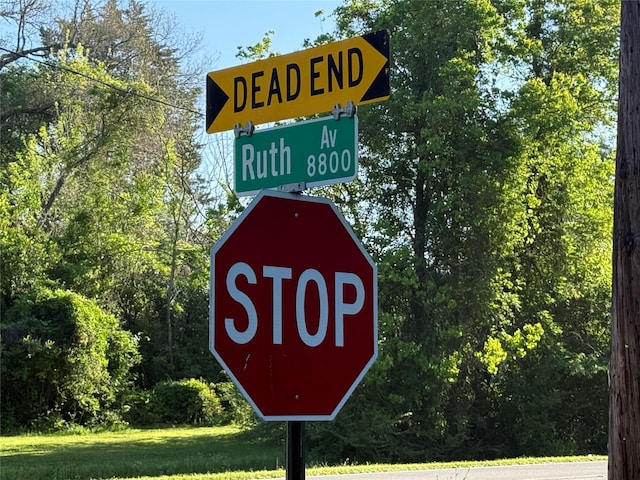 DEAD END
Ruth Av
8800
STOP